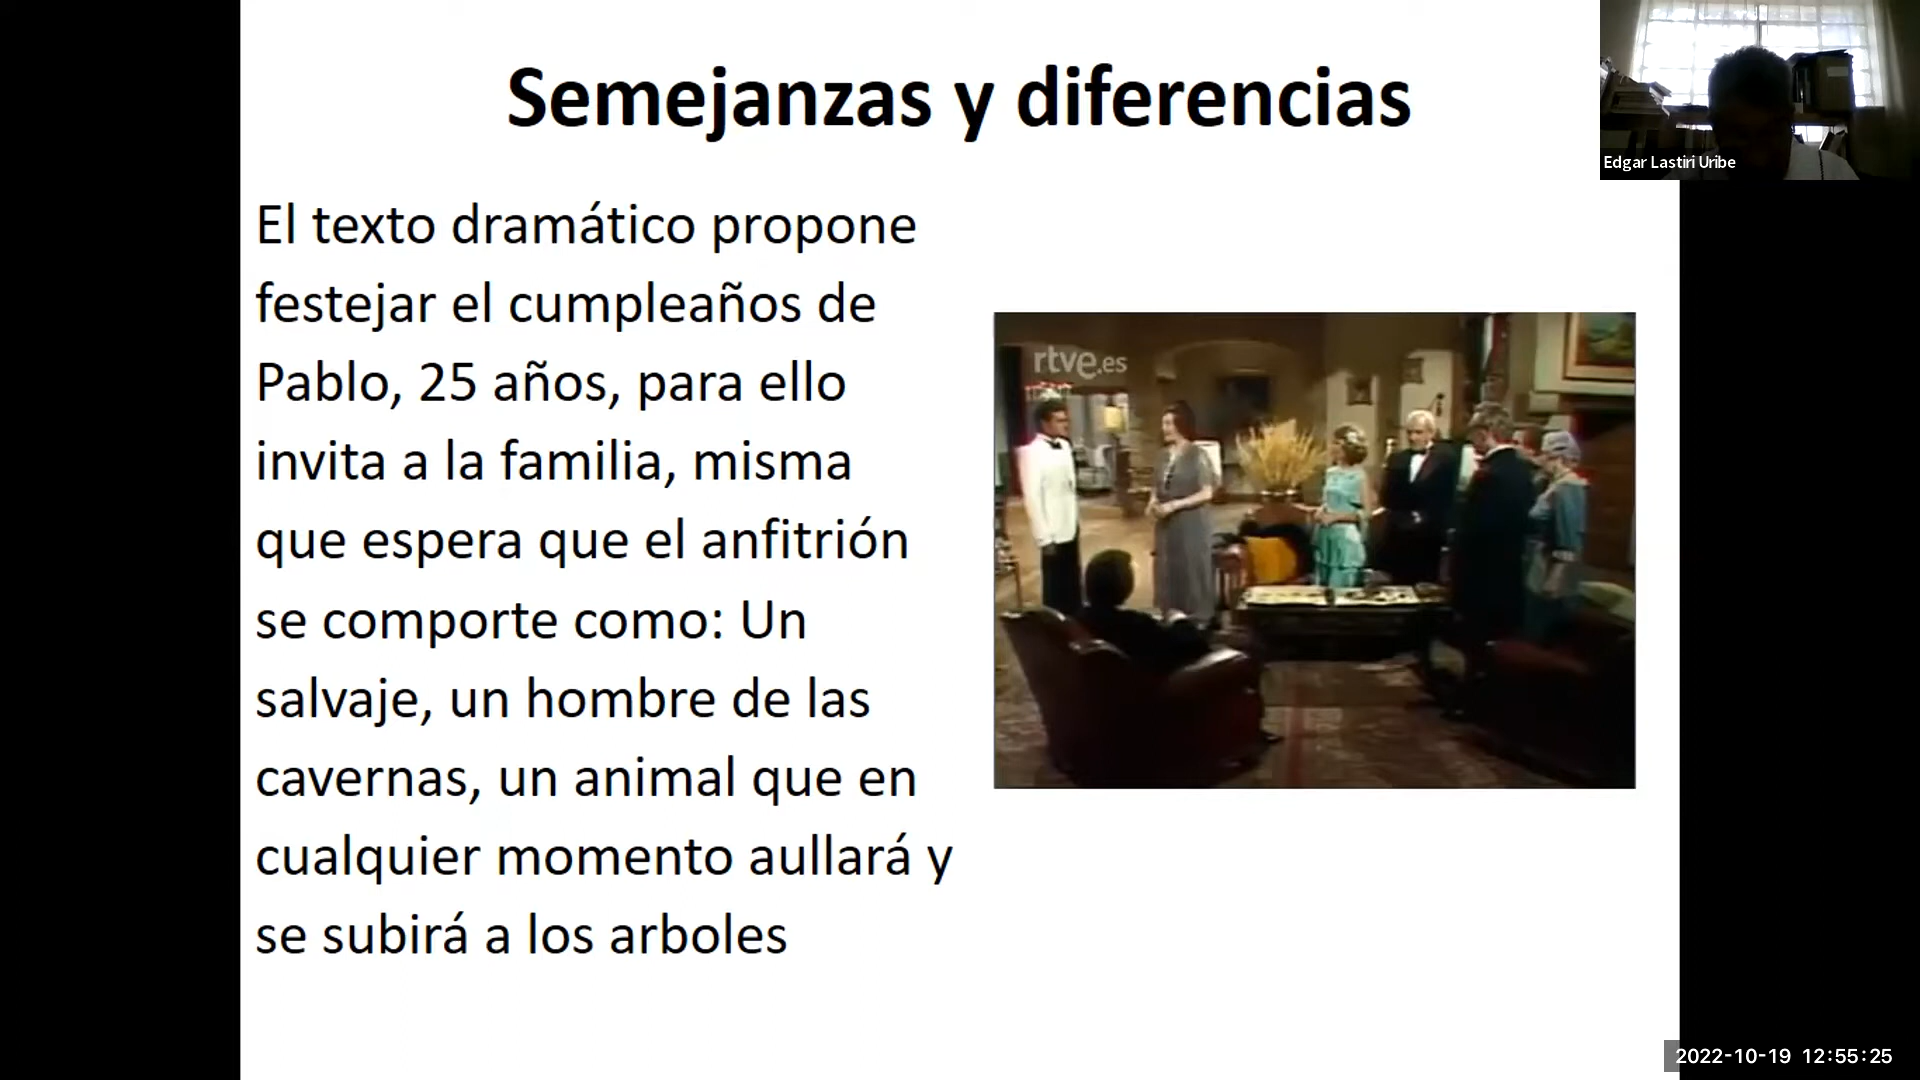 Semejanzas y diferencias
Edgar Lastiri Uribe
El texto dramático propone
festejar el cumpleaños de
Pablo, 25 años, para ello
invita a la familia, misma
que espera que el anfitrión
se comporte como: Un
salvaje, un hombre de las
cavernas, un animal que en
cualquier momento aullará y
se subirá a los arboles
rtve.es
2022-10-19 12:55:25